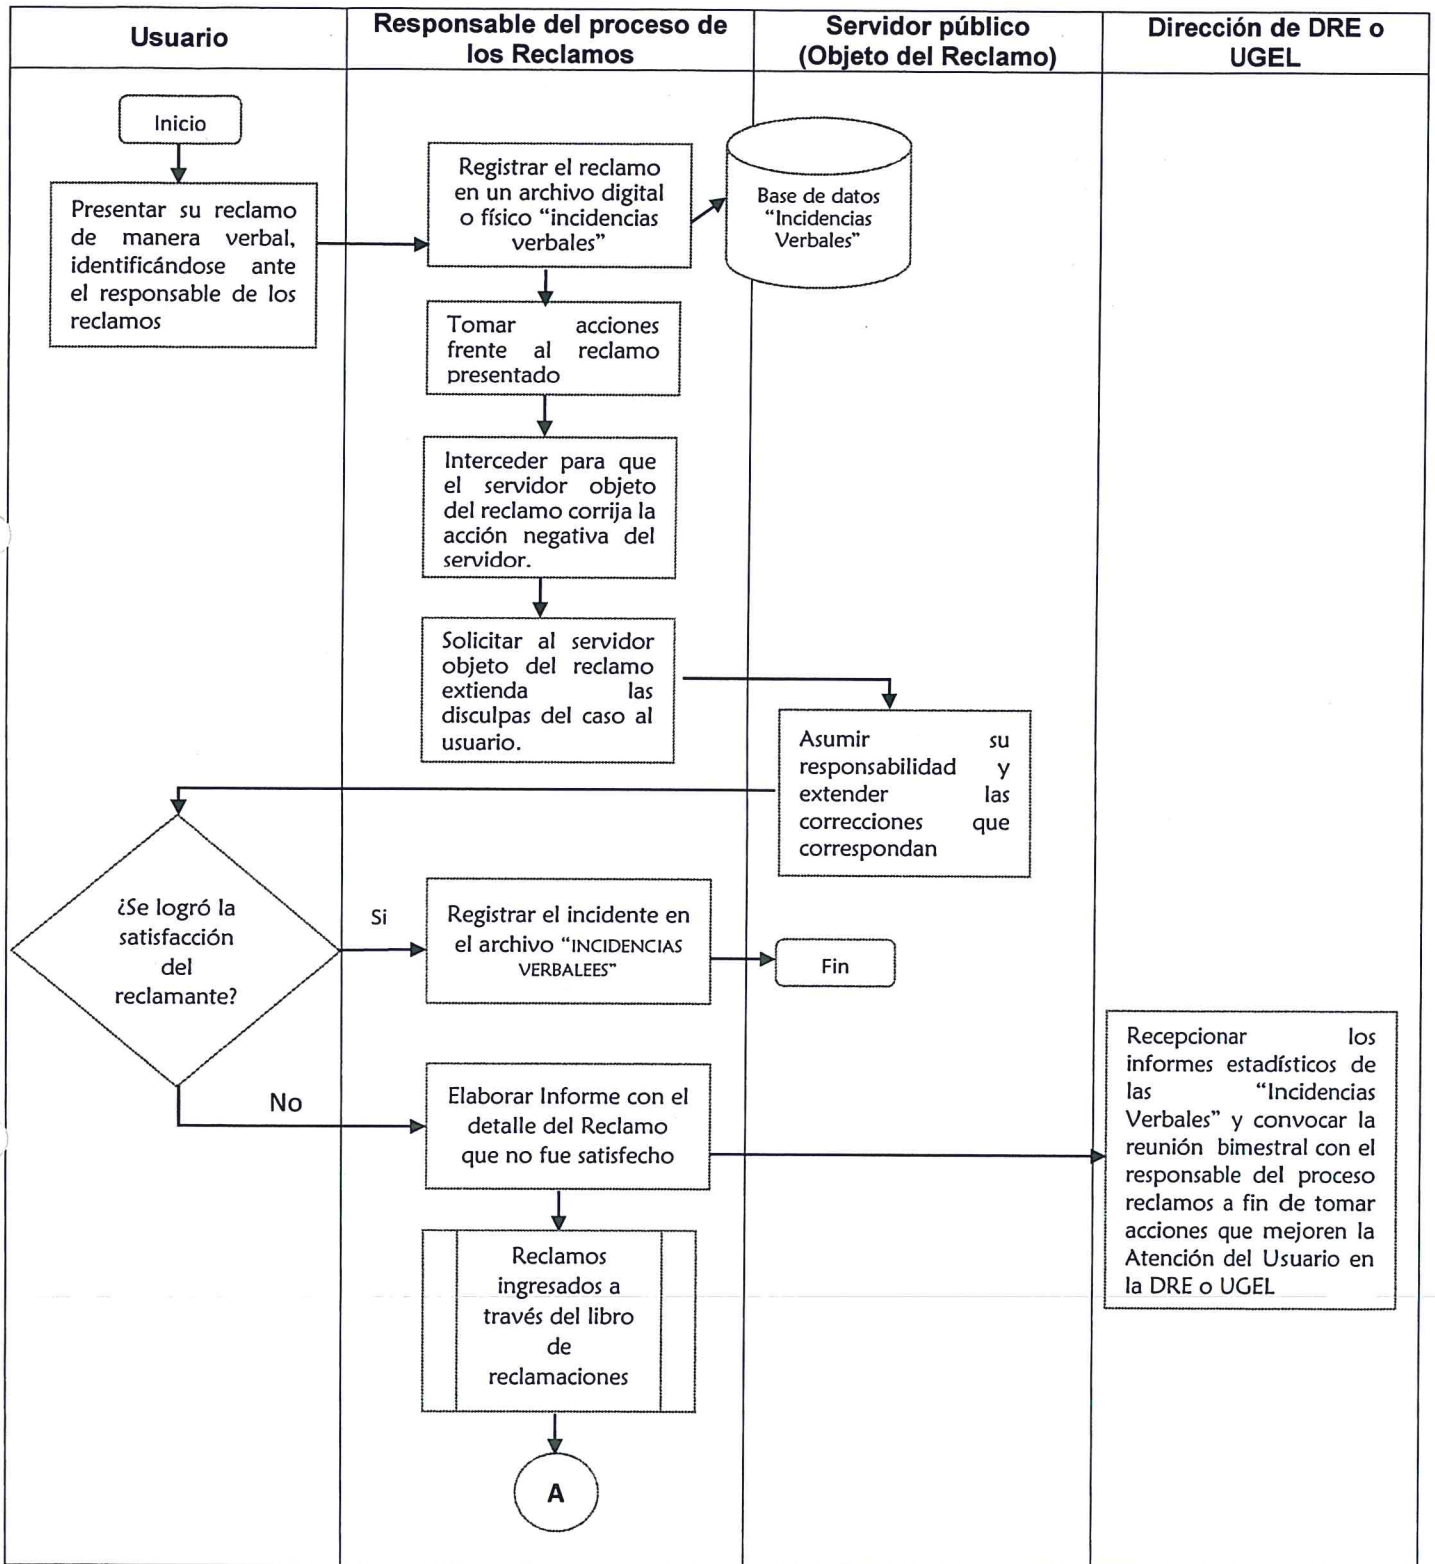 Usuario
Responsable del proceso de
los Reclamos
Servidor público
(Objeto del Reclamo)
Dirección de DRE o
UGEL
Inicio
Presentar su reclamo
de manera verbal,
identificándose ante
el responsable de los
reclamos
Registrar el reclamo
en un archivo digital
o físico “incidencias
verbales”
Base de datos
“Incidencias
Verbales”
Tomar acciones
frente al reclamo
presentado
Interceder para que
el servidor objeto
del reclamo corrija la
acción negativa del
servidor.
Solicitar al servidor
objeto del reclamo
extienda las
disculpas del caso al
usuario.
Asumir su
responsabilidad y
extender las
correcciones que
correspondan
¿Se logró la
satisfacción
del
reclamante?
Si
Registrar el incidente en
el archivo “INCIDENCIAS
VERBALEES”
Fin
No
Elaborar Informe con el
detalle del Reclamo
que no fue satisfecho
Recepcionar los
informes estadísticos de
las “Incidencias
Verbales” y convocar la
reunión bimestral con el
responsable del proceso
reclamos a fin de tomar
acciones que mejoren la
Atención del Usuario en
la DRE o UGEL
Reclamos
ingresados a
través del libro
de
reclamaciones
A